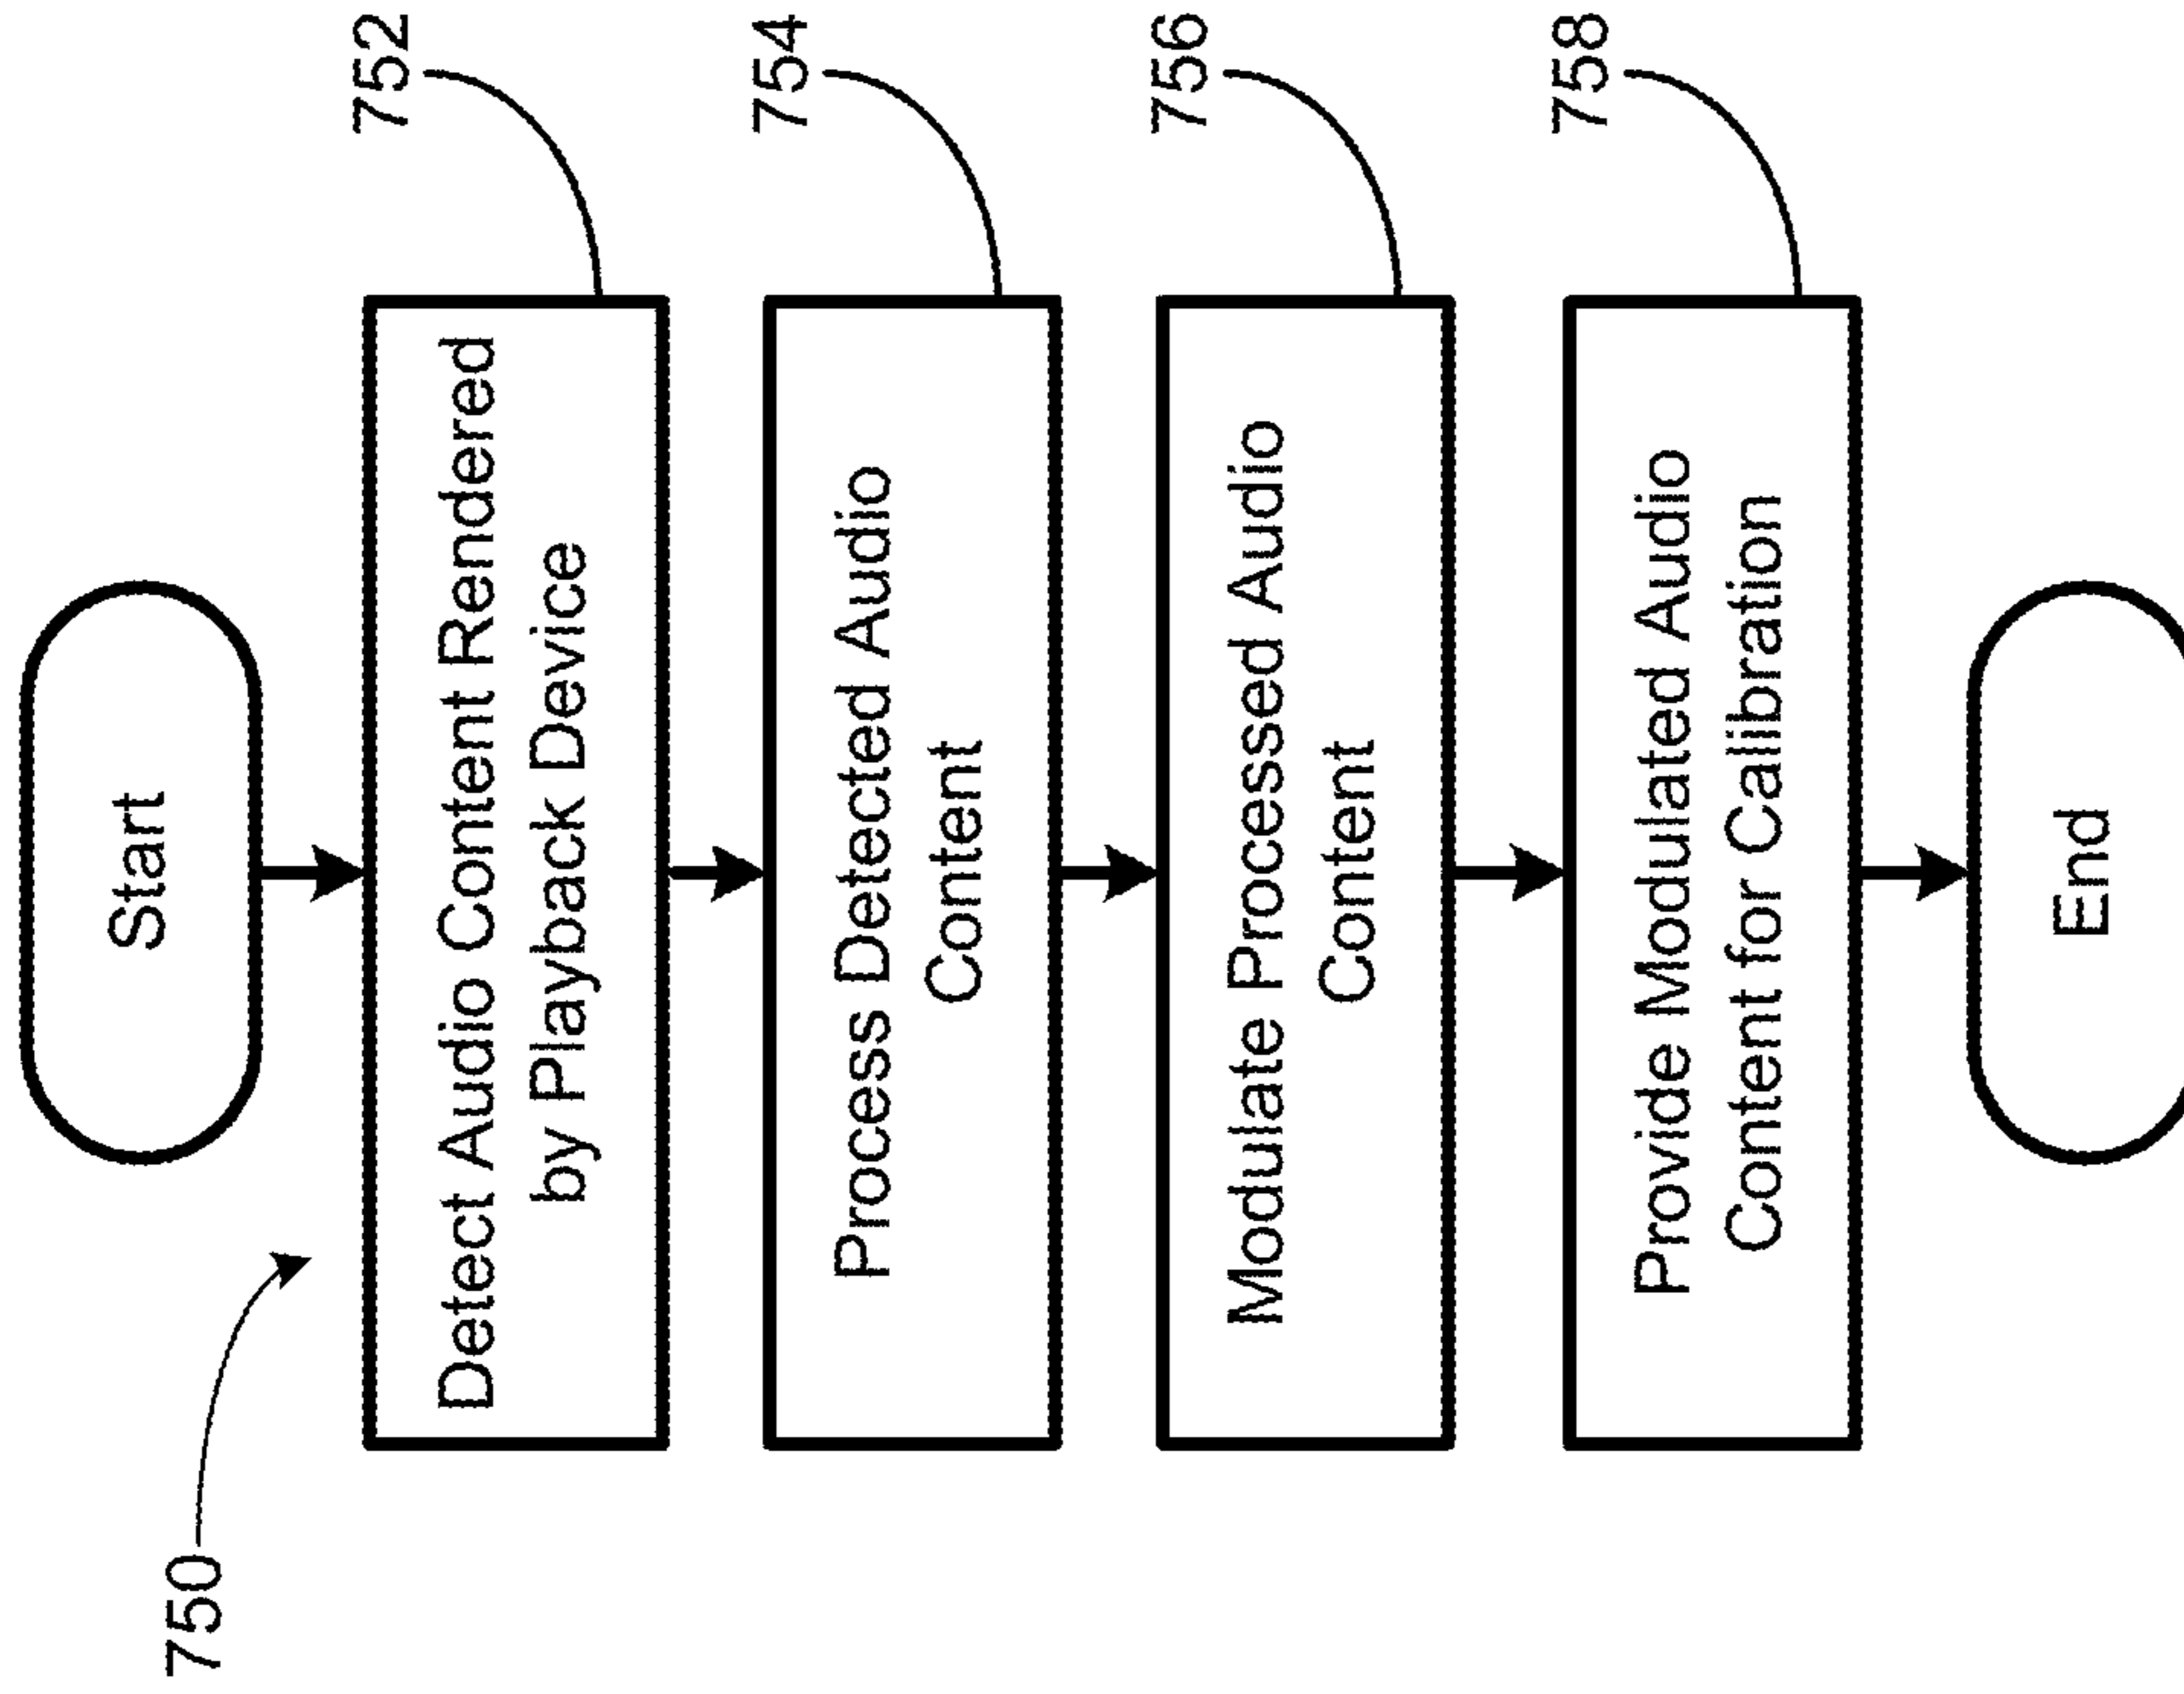 750
Start
Detect Audio Content Rendered
by Playback Device
752
Process Detected Audio
Content
754
Modulate Processed Audio
Content
756
Provide Modulated Audio
Content for Calibration
758
End